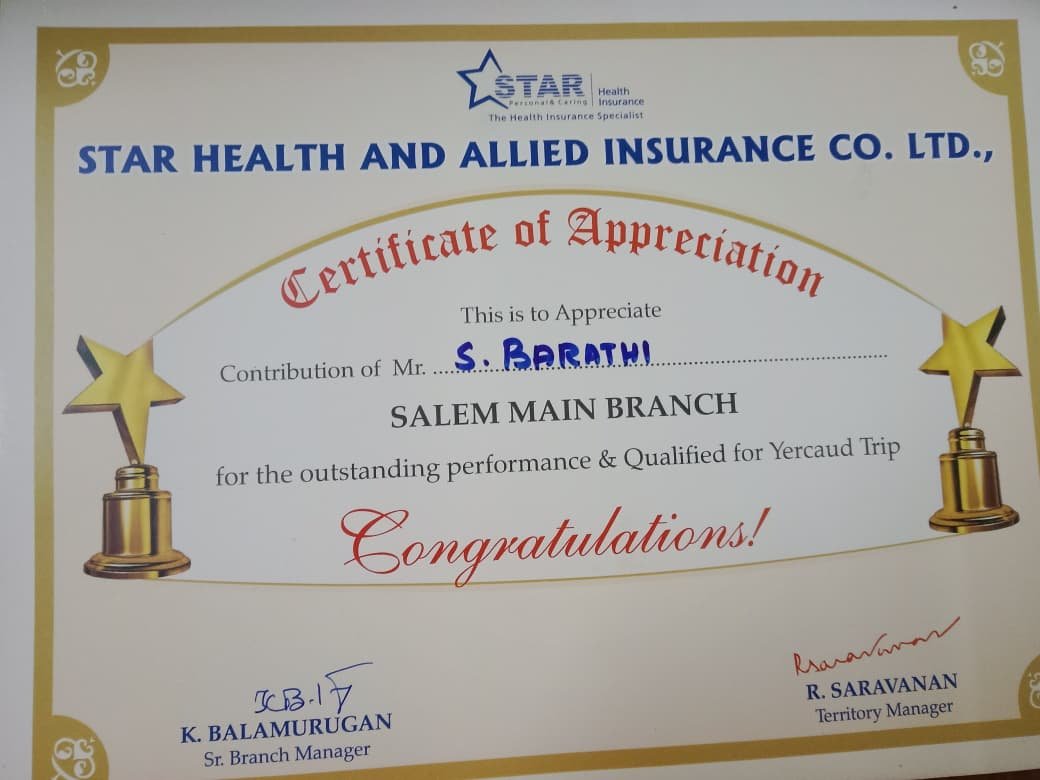 STAR
Health
Insurance
Personal & Caring
The Health Insurance Specialist
STAR HEALTH AND ALLIED INSURANCE CO. LTD.,
Certificate of Appreciation
This is to Appreciate
Contribution of Mr. S. BARATHI
SALEM MAIN BRANCH
for the outstanding performance & Qualified for Yercaud Trip
Congratulations!
K. BALAMURUGAN
Sr. Branch Manager
Rsaravanan
R. SARAVANAN
Territory Manager